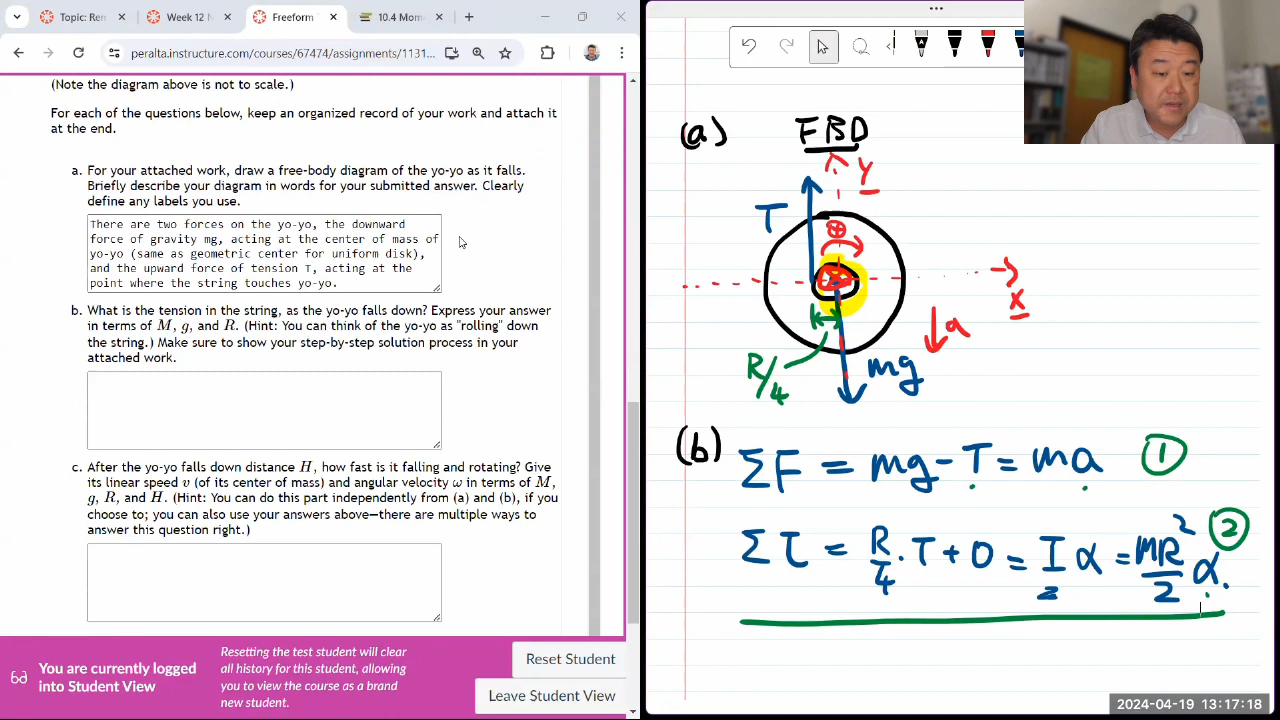 Topic: Rer
Week 12 N
Freeform
10.4 Mom
peralta.instructure.com/courses/67474/assignments/1131...
(Note the diagram above is not to scale.)
For each of the questions below, keep an organized record of your work and attach it
at the end.
a. For your attached work, draw a free-body diagram of the yo-yo as it falls.
Briefly describe your diagram in words for your submitted answer. Clearly
define any labels you use.
There are two forces on the yo-yo, the downward
force of gravity mg, acting at the center of mass of
yo-yo (same as geometric center for uniform disk),
and the upward force of tension T, acting at the
point where the string touches yo-yo.
b. What is the tension in the string, as the yo-yo falls down? Express your answer
in terms of M, g, and R. (Hint: You can think of the yo-yo as "rolling" down
the string.) Make sure to show your step-by-step solution process in your
attached work.
c. After the yo-yo falls down distance H, how fast is it falling and rotating? Give
its linear speed v (of its center of mass) and angular velocity ω in terms of M,
g, R, and H. (Hint: You can do this part independently from (a) and (b), if you
choose to; you can also use your answers above—there are multiple ways to
answer this question right.)
You are currently logged
into Student View
Resetting the test student will clear
all history for this student, allowing
you to view the course as a brand
new student.
Reset Student
Leave Student View
(a) FBD
y
T
⊕
x
a
R/4
mg
(b) ΣF = mg - T = ma ①
Στ = R/4 · T + 0 = I α = mR²/2 α. ②
2024-04-19 13:17:18